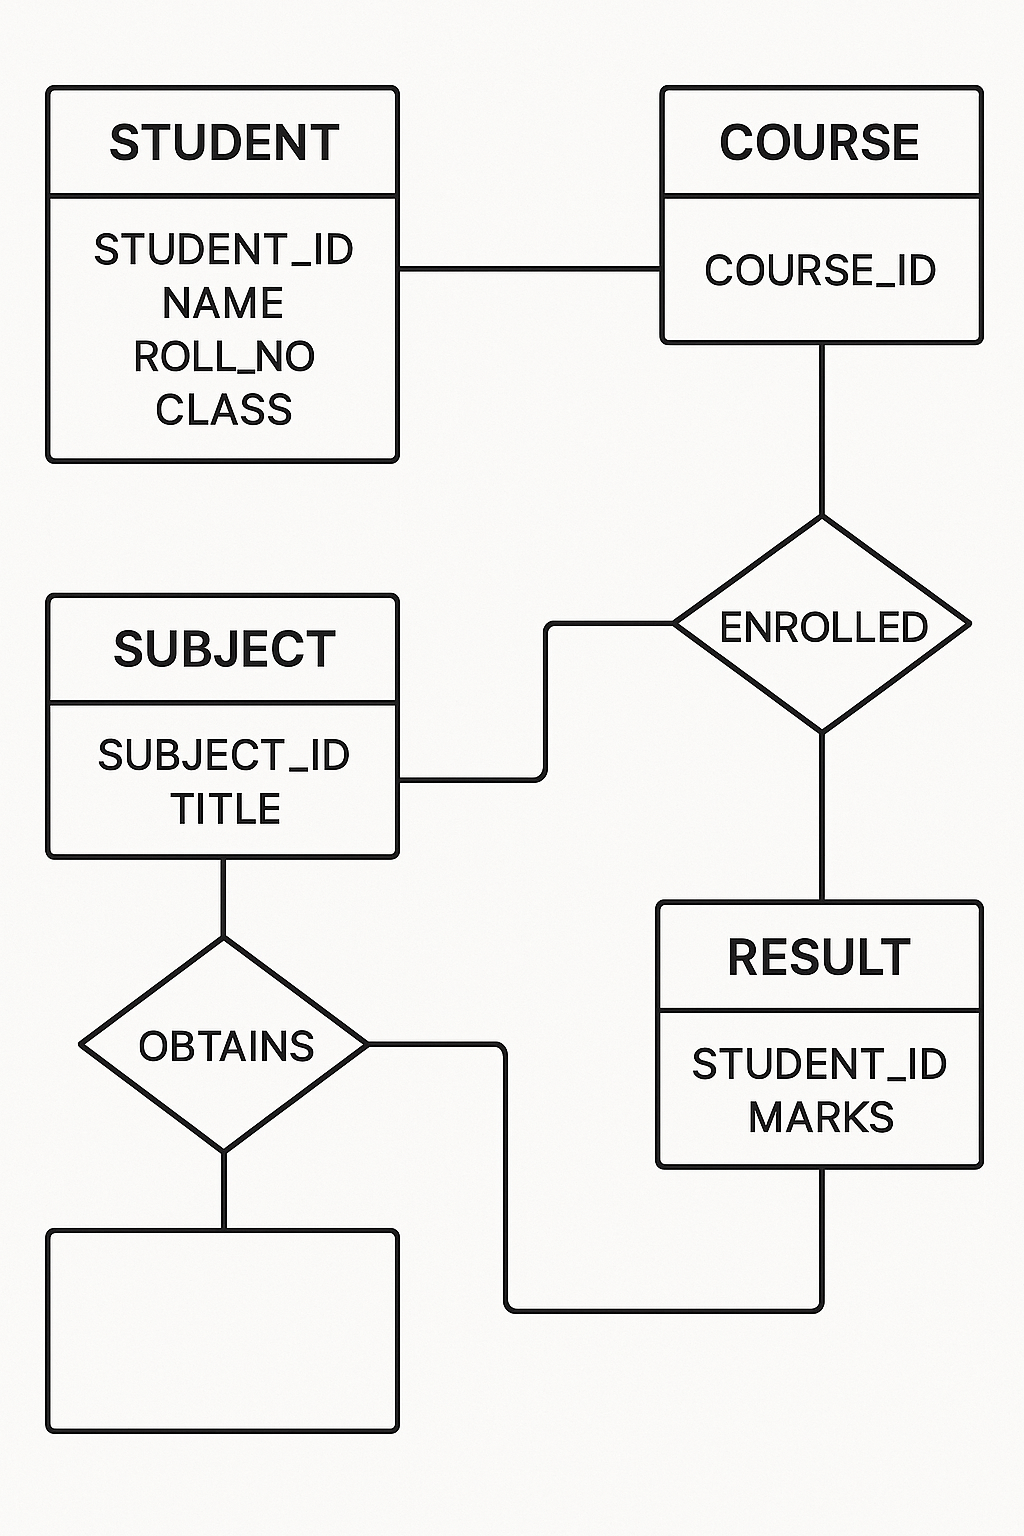 STUDENT
STUDENT_ID
NAME
ROLL_NO
CLASS
COURSE
COURSE_ID
ENROLLED
SUBJECT
SUBJECT_ID
TITLE
OBTAINS
RESULT
STUDENT_ID
MARKS